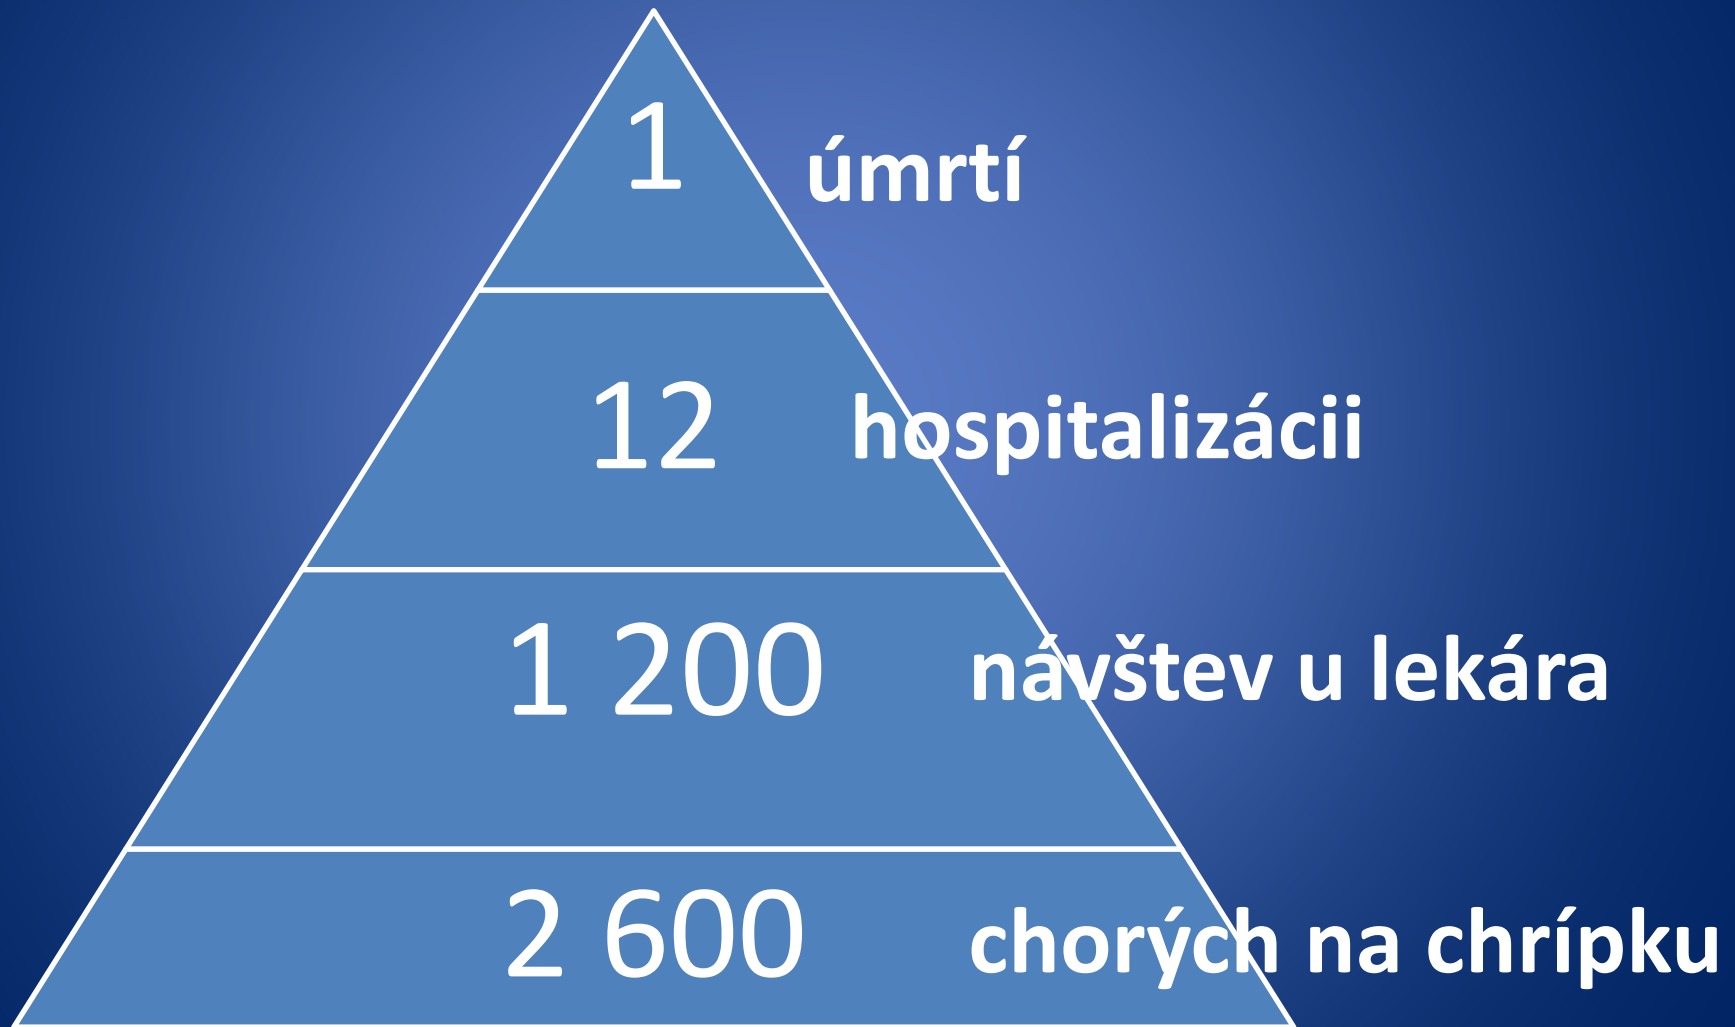 1 úmrtí
12 hospitalizácii
1 200 návštev u lekára
2 600 chorých na chrípku